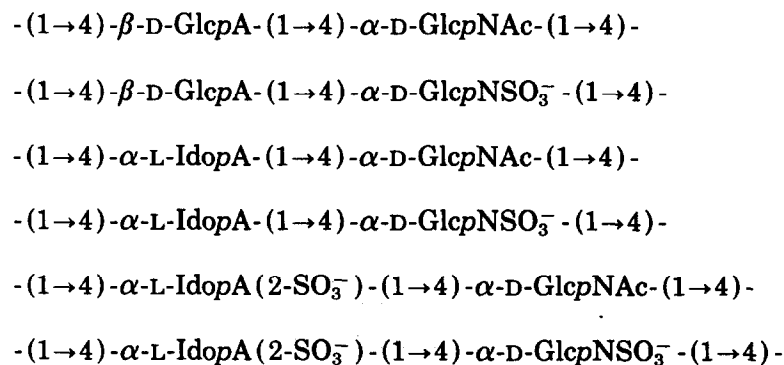 -(1→4)-β-D-GlcpA-(1→4)-α-D-GlcpNAc-(1→4)-
-(1→4)-β-D-GlcpA-(1→4)-α-D-GlcpNSO₃⁻-(1→4)-
-(1→4)-α-L-IdopA-(1→4)-α-D-GlcpNAc-(1→4)-
-(1→4)-α-L-IdopA-(1→4)-α-D-GlcpNSO₃⁻-(1→4)-
-(1→4)-α-L-IdopA(2-SO₃⁻)-(1→4)-α-D-GlcpNAc-(1→4)-
-(1→4)-α-L-IdopA(2-SO₃⁻)-(1→4)-α-D-GlcpNSO₃⁻-(1→4)-